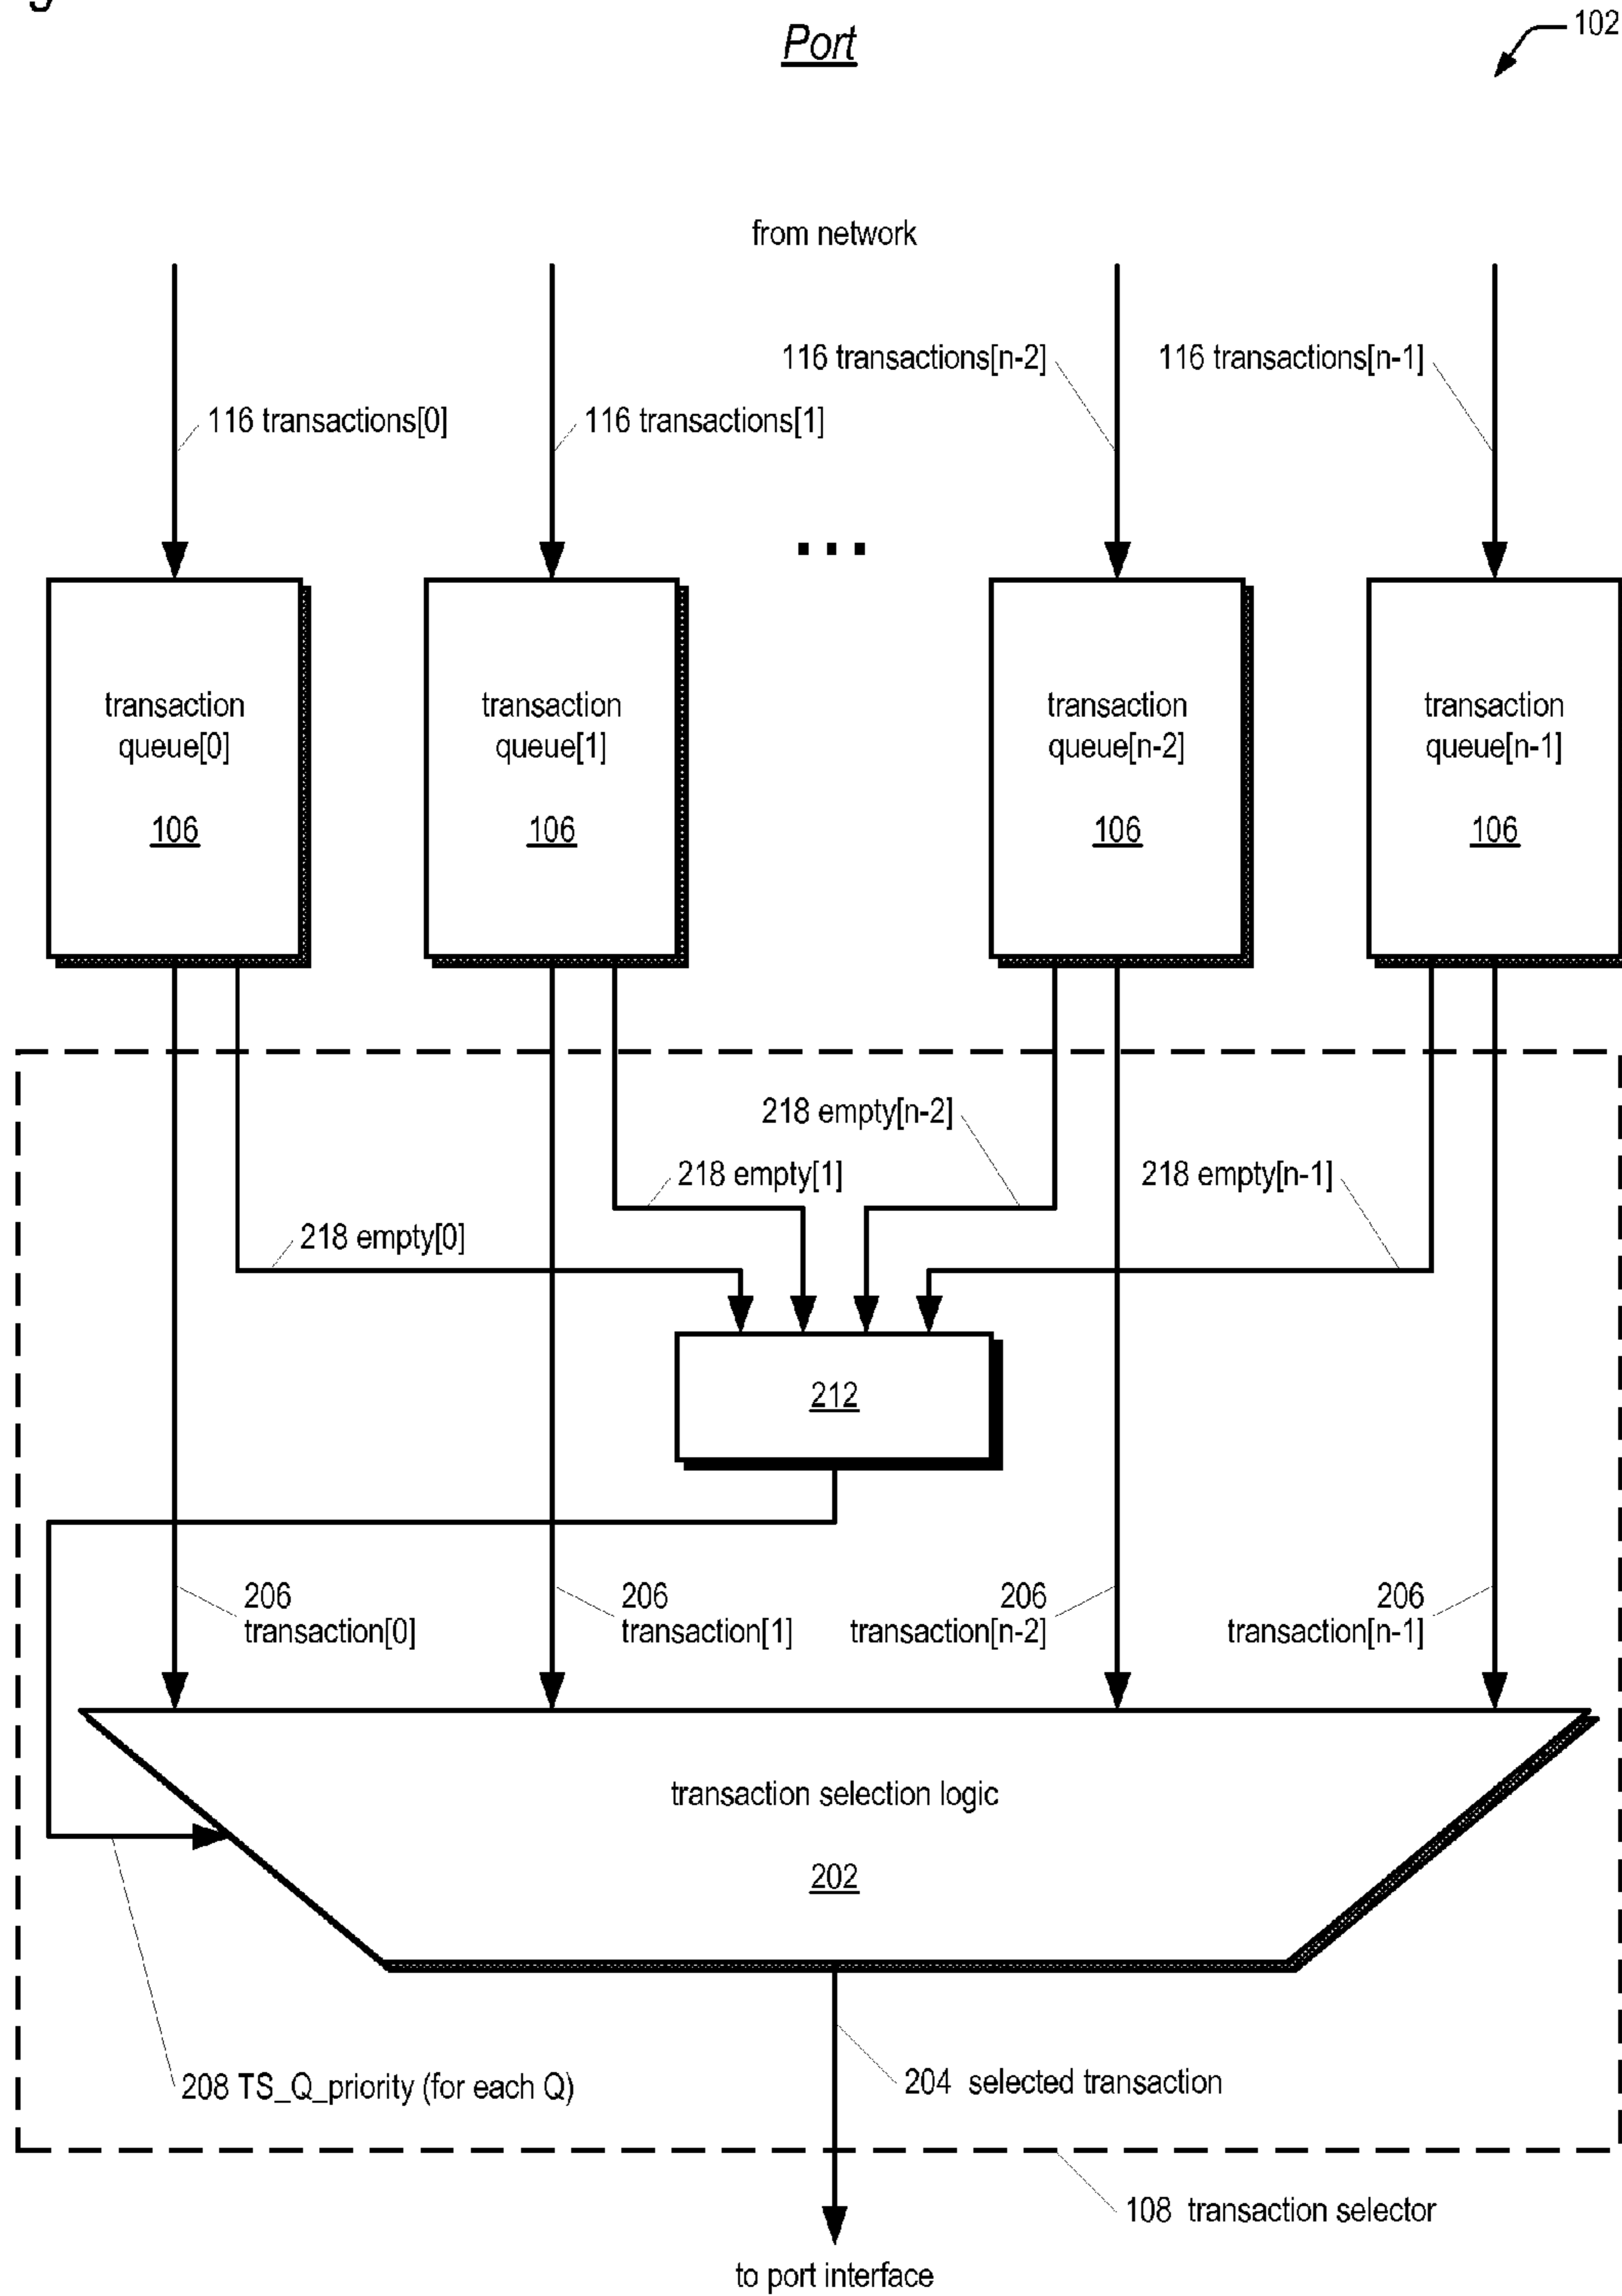 Port
102
from network
116 transactions[n-2]
116 transactions[n-1]
116 transactions[0]
116 transactions[1]
...
transaction
queue[0]
106
transaction
queue[1]
106
transaction
queue[n-2]
106
transaction
queue[n-1]
106
218 empty[n-2]
218 empty[1]
218 empty[n-1]
218 empty[0]
212
206
transaction[0]
206
transaction[1]
206
transaction[n-2]
206
transaction[n-1]
transaction selection logic
202
208 TS_Q_priority (for each Q)
204 selected transaction
108 transaction selector
to port interface